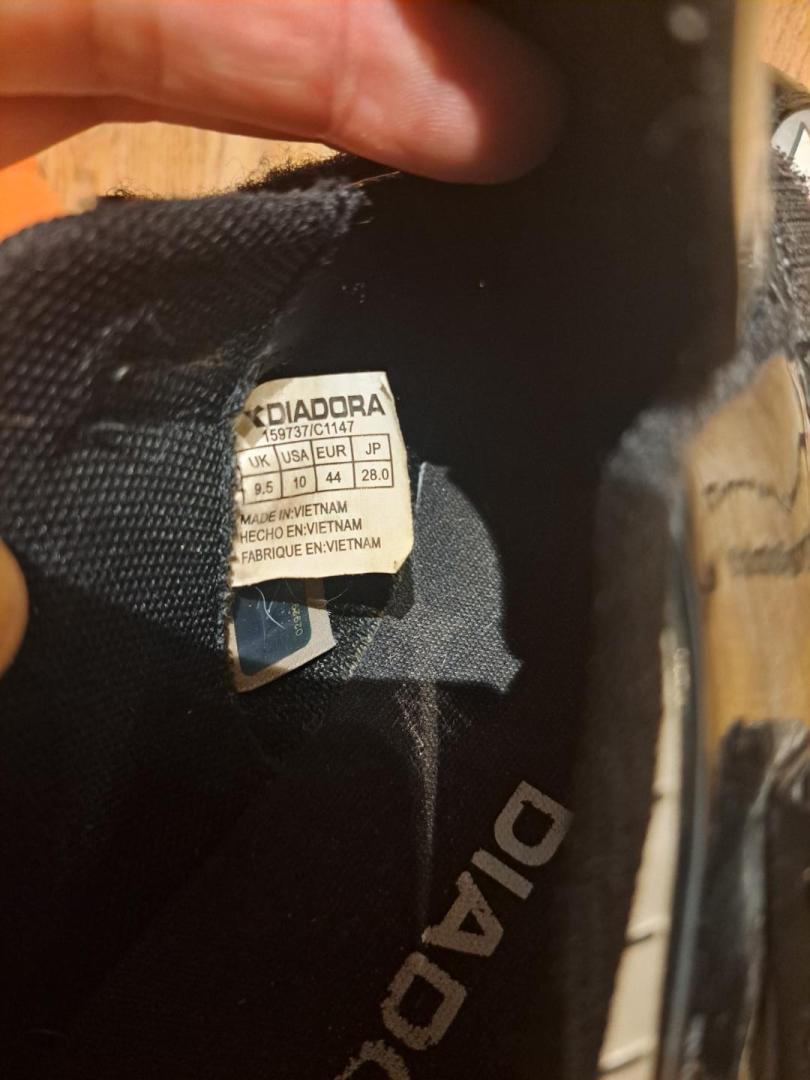 DIADORA
159737/C1147
UK USA EUR JP
9.5 10 44 28.0
MADE IN:VIETNAM
HECHO EN:VIETNAM
FABRIQUE EN:VIETNAM
DIADO